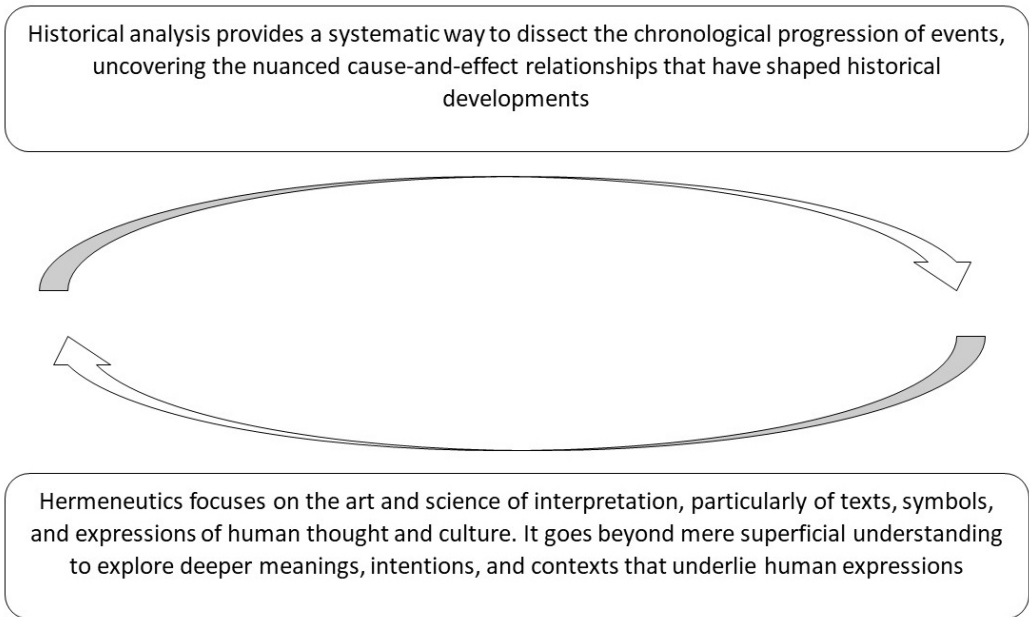 Historical analysis provides a systematic way to dissect the chronological progression of events,
uncovering the nuanced cause-and-effect relationships that have shaped historical
developments
Hermeneutics focuses on the art and science of interpretation, particularly of texts, symbols,
and expressions of human thought and culture. It goes beyond mere superficial understanding
to explore deeper meanings, intentions, and contexts that underlie human expressions